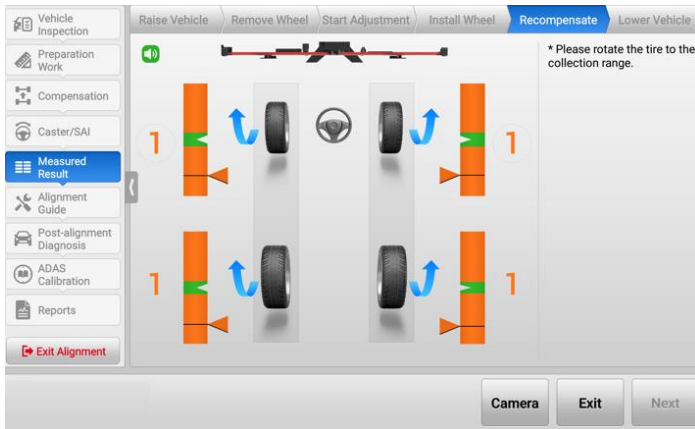 Vehicle
Inspection
Preparation
Work
Compensation
Caster/SAI
Measured
Result
Alignment
Guide
Post-alignment
Diagnosis
ADAS
Calibration
Reports
Exit Alignment
Raise Vehicle Remove Wheel Start Adjustment Install Wheel Recompensate Lower Vehicle
* Please rotate the tire to the
collection range.
1 1
1 1
Camera Exit Next